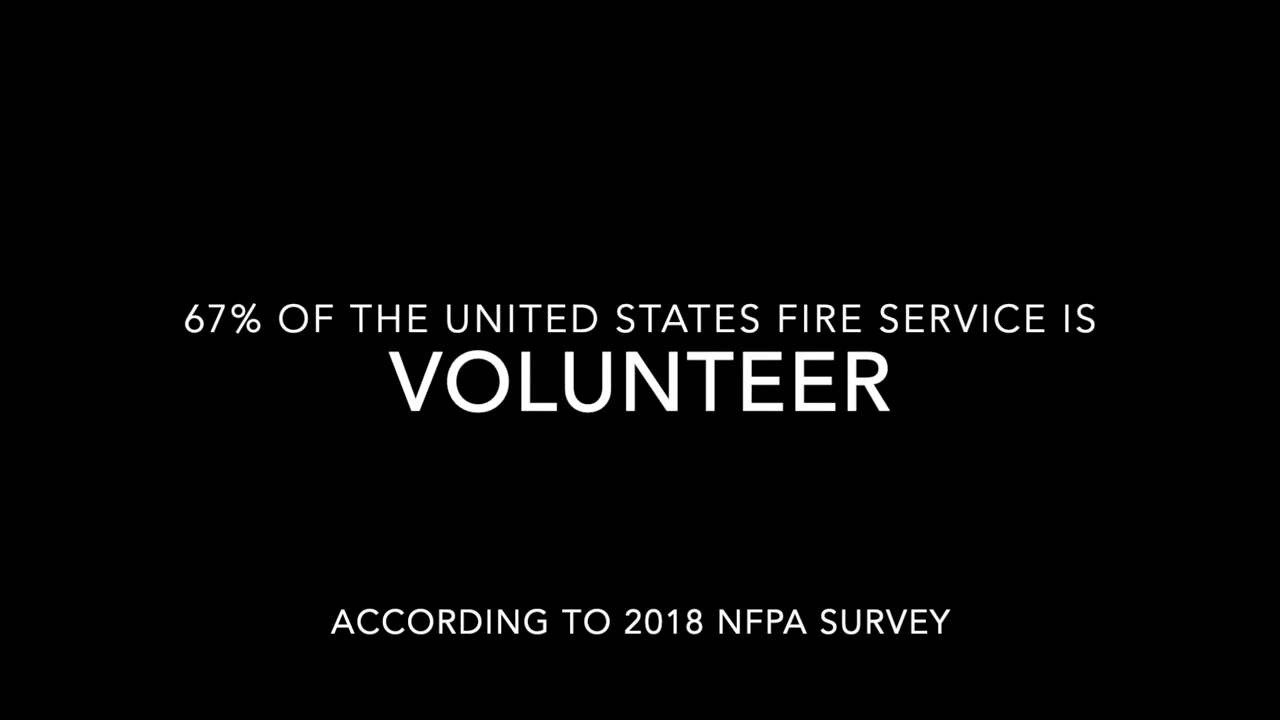 67% OF THE UNITED STATES FIRE SERVICE IS
VOLUNTEER
ACCORDING TO 2018 NFPA SURVEY